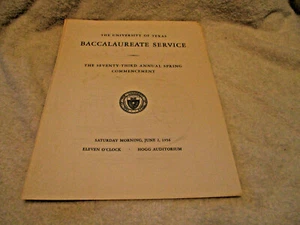 THE UNIVERSITY OF TEXAS
BACCALAUREATE SERVICE
THE SEVENTY-THIRD ANNUAL SPRING
COMMENCEMENT
SATURDAY MORNING, JUNE
ELEVEN O'CLOCK HOGG AUDITORIUM